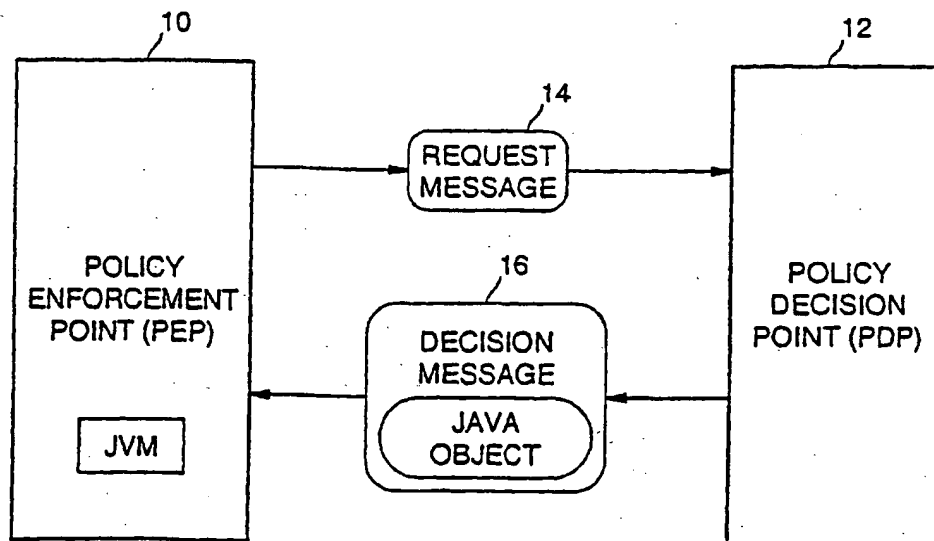 10
12
14
REQUEST
MESSAGE
16
POLICY
ENFORCEMENT
POINT (PEP)
DECISION
MESSAGE
JAVA
OBJECT
POLICY
DECISION
POINT (PDP)
JVM